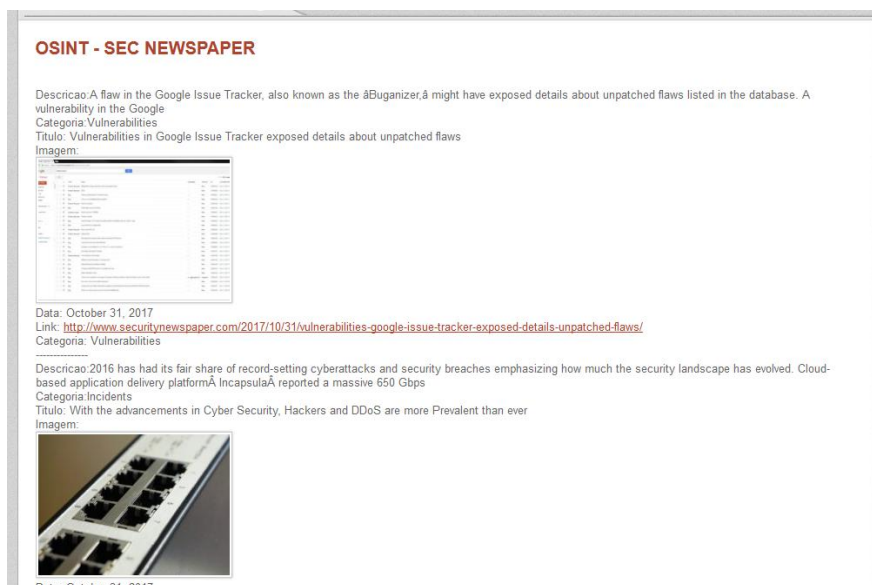 OSINT - SEC NEWSPAPER
Descricao:A flaw in the Google Issue Tracker, also known as the âBuganizer,â might have exposed details about unpatched flaws listed in the database. A
vulnerability in the Google
Categoria:Vulnerabilities
Titulo: Vulnerabilities in Google Issue Tracker exposed details about unpatched flaws
Imagem:
Data: October 31, 2017
Link: http://www.securitynewspaper.com/2017/10/31/vulnerabilities-google-issue-tracker-exposed-details-unpatched-flaws/
Categoria: Vulnerabilities
---------------
Descricao:2016 has had its fair share of record-setting cyberattacks and security breaches emphasizing how much the security landscape has evolved. Cloud-
based application delivery platformÂ IncapsulaÂ reported a massive 650 Gbps
Categoria:Incidents
Titulo: With the advancements in Cyber Security, Hackers and DDoS are more Prevalent than ever
Imagem: